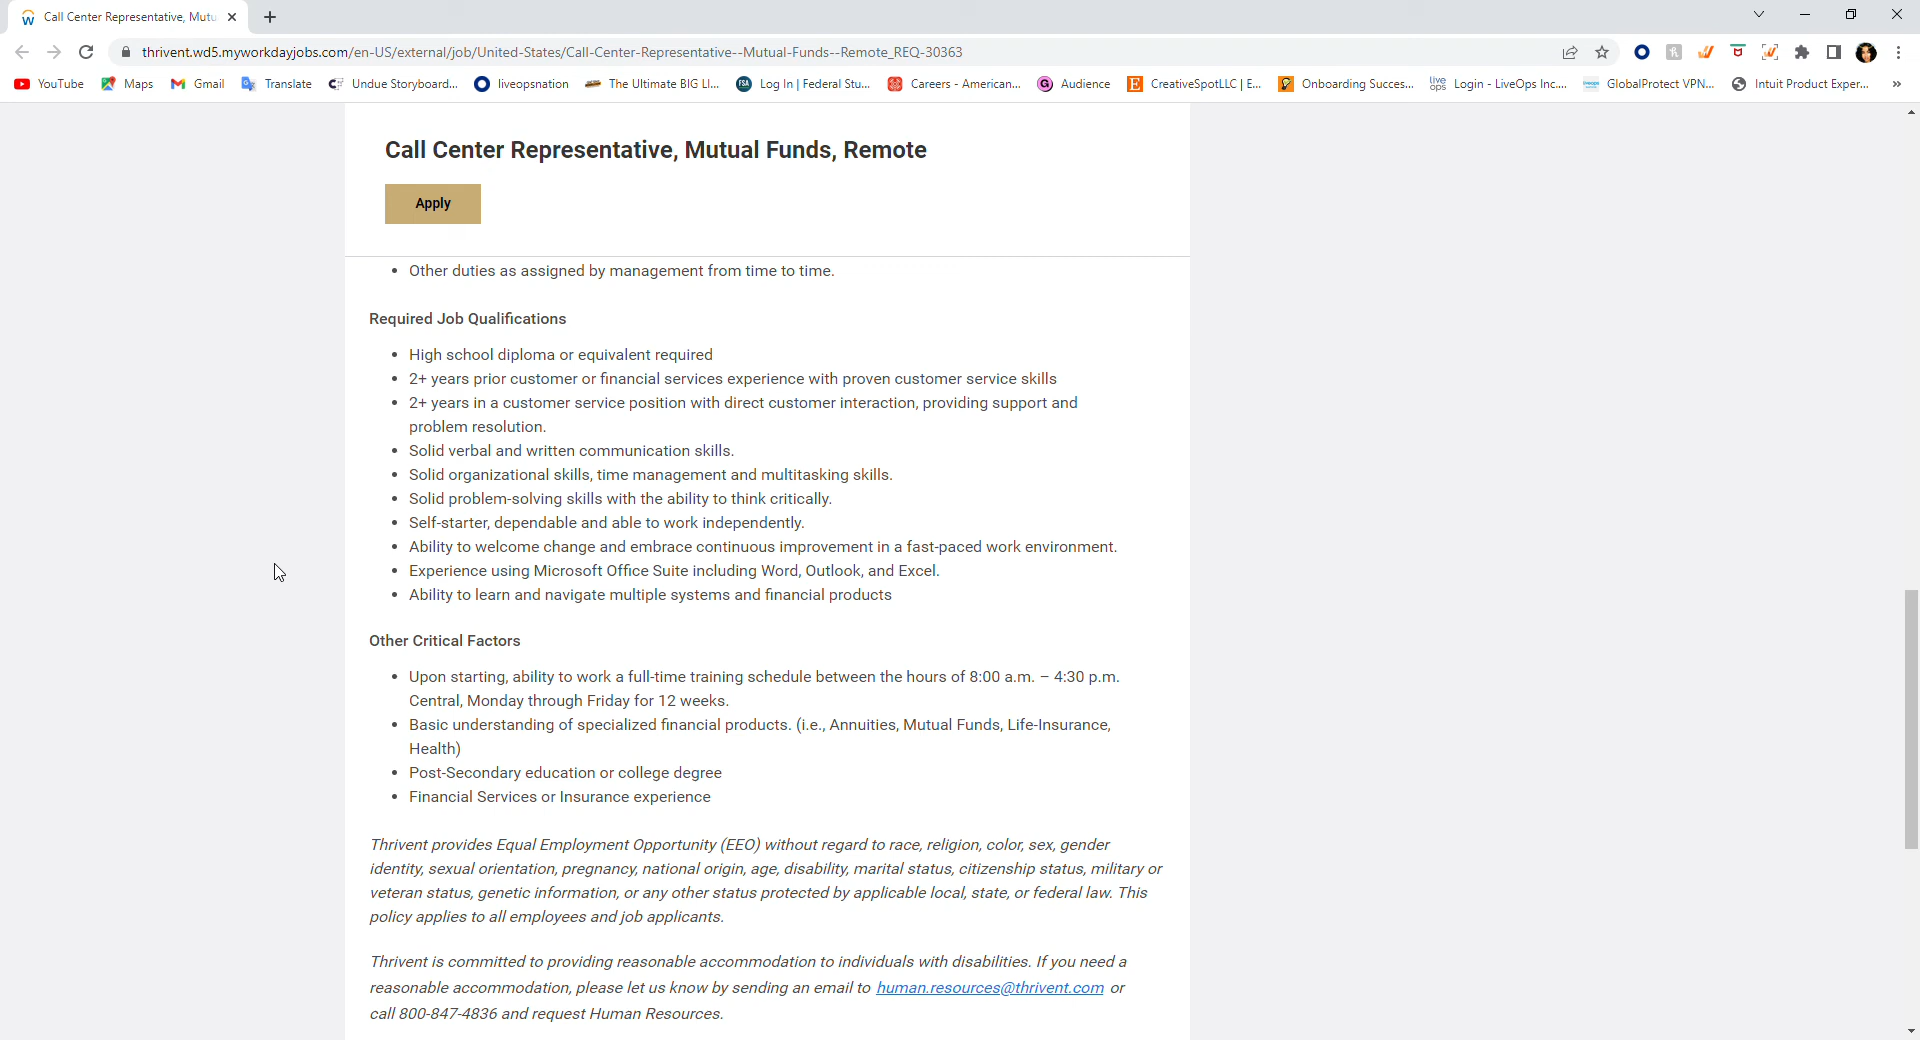 Call Center Representative, Mutu
thrivent.wd5.myworkdayjobs.com/en-US/external/job/United-States/Call-Center-Representative--Mutual-Funds--Remote_REQ-30363
YouTube Maps Gmail Translate Undue Storyboard... liveopsnation The Ultimate BIG LI... FSA Log In | Federal Stu... Careers - American... Audience CreativeSpotLLC | E... Onboarding Succes... live ops Login - LiveOps Inc.... GlobalProtect VPN... Intuit Product Exper... »
Call Center Representative, Mutual Funds, Remote
Apply
• Other duties as assigned by management from time to time.
Required Job Qualifications
• High school diploma or equivalent required
• 2+ years prior customer or financial services experience with proven customer service skills
• 2+ years in a customer service position with direct customer interaction, providing support and
problem resolution.
• Solid verbal and written communication skills.
• Solid organizational skills, time management and multitasking skills.
• Solid problem-solving skills with the ability to think critically.
• Self-starter, dependable and able to work independently.
• Ability to welcome change and embrace continuous improvement in a fast-paced work environment.
• Experience using Microsoft Office Suite including Word, Outlook, and Excel.
• Ability to learn and navigate multiple systems and financial products
Other Critical Factors
• Upon starting, ability to work a full-time training schedule between the hours of 8:00 a.m. – 4:30 p.m.
Central, Monday through Friday for 12 weeks.
• Basic understanding of specialized financial products. (i.e., Annuities, Mutual Funds, Life-Insurance,
Health)
• Post-Secondary education or college degree
• Financial Services or Insurance experience
Thrivent provides Equal Employment Opportunity (EEO) without regard to race, religion, color, sex, gender
identity, sexual orientation, pregnancy, national origin, age, disability, marital status, citizenship status, military or
veteran status, genetic information, or any other status protected by applicable local, state, or federal law. This
policy applies to all employees and job applicants.
Thrivent is committed to providing reasonable accommodation to individuals with disabilities. If you need a
reasonable accommodation, please let us know by sending an email to human.resources@thrivent.com or
call 800-847-4836 and request Human Resources.